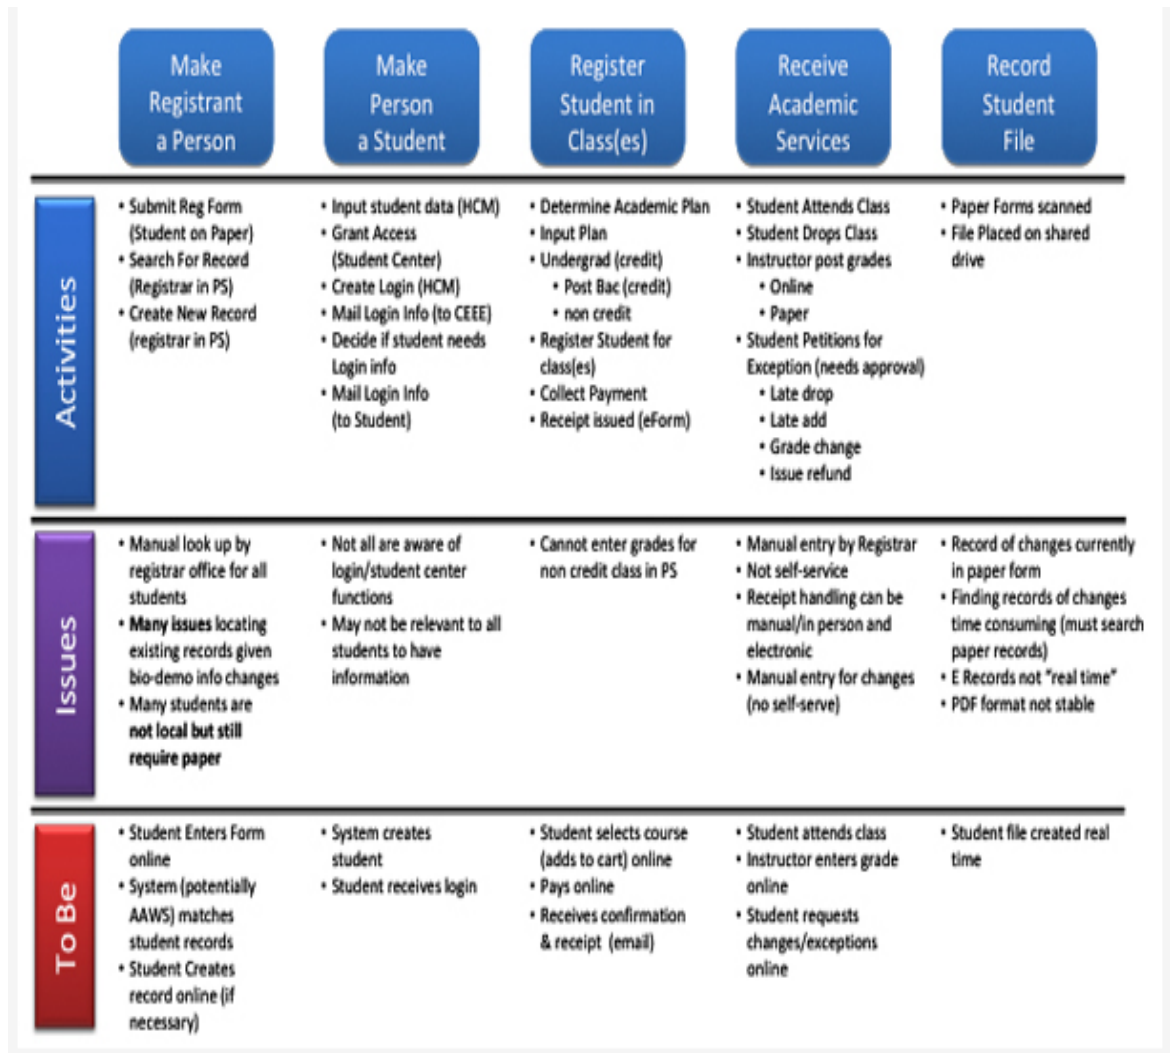 Make
Registrant
a Person
Make
Person
a Student
Register
Student in
Class(es)
Receive
Academic
Services
Record
Student
File
Activities
• Submit Reg Form
(Student on Paper)
• Search For Record
(Registrar in PS)
• Create New Record
(registrar in PS)
• Input student data (HCM)
• Grant Access
(Student Center)
• Create Login (HCM)
• Mail Login Info (to CEEE)
• Decide if student needs
Login info
• Mail Login Info
(to Student)
• Determine Academic Plan
• Input Plan
• Undergrad (credit)
• Post Bac (credit)
• non credit
• Register Student for
class(es)
• Collect Payment
• Receipt issued (eForm)
• Student Attends Class
• Student Drops Class
• Instructor post grades
• Online
• Paper
• Student Petitions for
Exception (needs approval)
• Late drop
• Late add
• Grade change
• Issue refund
• Paper Forms scanned
• File Placed on shared
drive
Issues
• Manual look up by
registrar office for all
students
• Many issues locating
existing records given
bio-demo info changes
• Many students are
not local but still
require paper
• Not all are aware of
login/student center
functions
• May not be relevant to all
students to have
information
• Cannot enter grades for
non credit class in PS
• Manual entry by Registrar
• Not self-service
• Receipt handling can be
manual/in person and
electronic
• Manual entry for changes
(no self-serve)
• Record of changes currently
in paper form
• Finding records of changes
time consuming (must search
paper records)
• E Records not "real time"
• PDF format not stable
To Be
• Student Enters Form
online
• System (potentially
AAWS) matches
student records
• Student Creates
record online (if
necessary)
• System creates
student
• Student receives login
• Student selects course
(adds to cart) online
• Pays online
• Receives confirmation
& receipt (email)
• Student attends class
• Instructor enters grade
online
• Student requests
changes/exceptions
online
• Student file created real
time